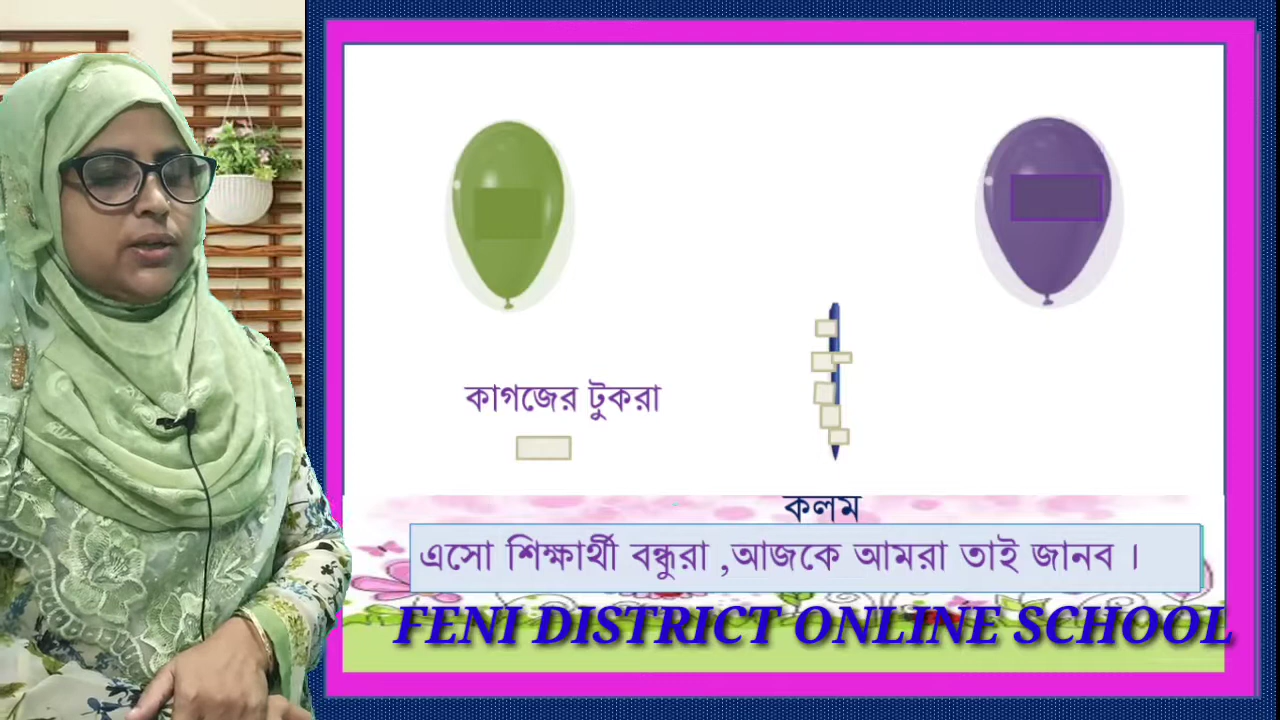 কাগজের টুকরা
কলম
এসো শিক্ষার্থী বন্ধুরা ,আজকে আমরা তাই জানব ।
FENI DISTRICT ONLINE SCHOOL